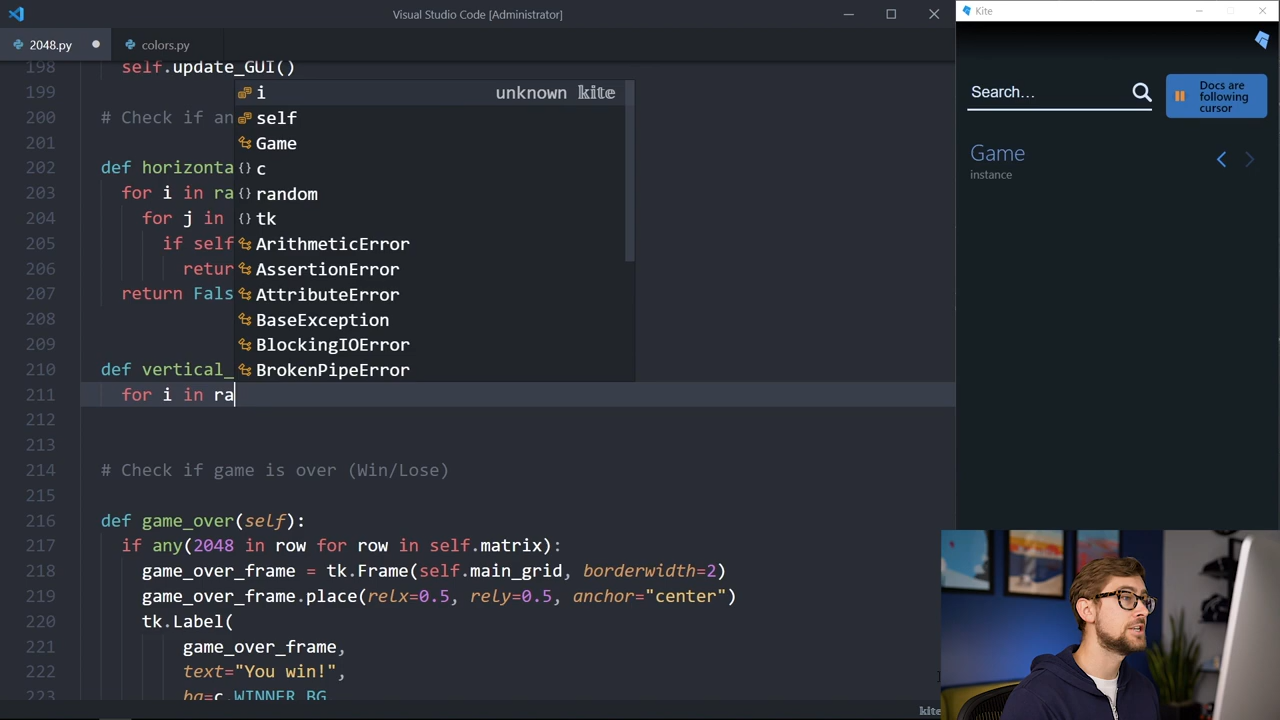 Visual Studio Code [Administrator]
Kite
2048.py
colors.py
198 self.update_GUI()
199
200 # Check if an
201
202 def horizonta
203 for i in ra
204 for j in
205 if self
206 retur
207 return Fals
208
209
210 def vertical_
211 for i in ra
212
213
214 # Check if game is over (Win/Lose)
215
216 def game_over(self):
217 if any(2048 in row for row in self.matrix):
218 game_over_frame = tk.Frame(self.main_grid, borderwidth=2)
219 game_over_frame.place(relx=0.5, rely=0.5, anchor="center")
220 tk.Label(
221 game_over_frame,
222 text="You win!",
223 bg=c.WINNER_BG
i unknown kite
self
Game
c
random
tk
ArithmeticError
AssertionError
AttributeError
BaseException
BlockingIOError
BrokenPipeError
Search...
Docs are
following
cursor
Game
instance
kite